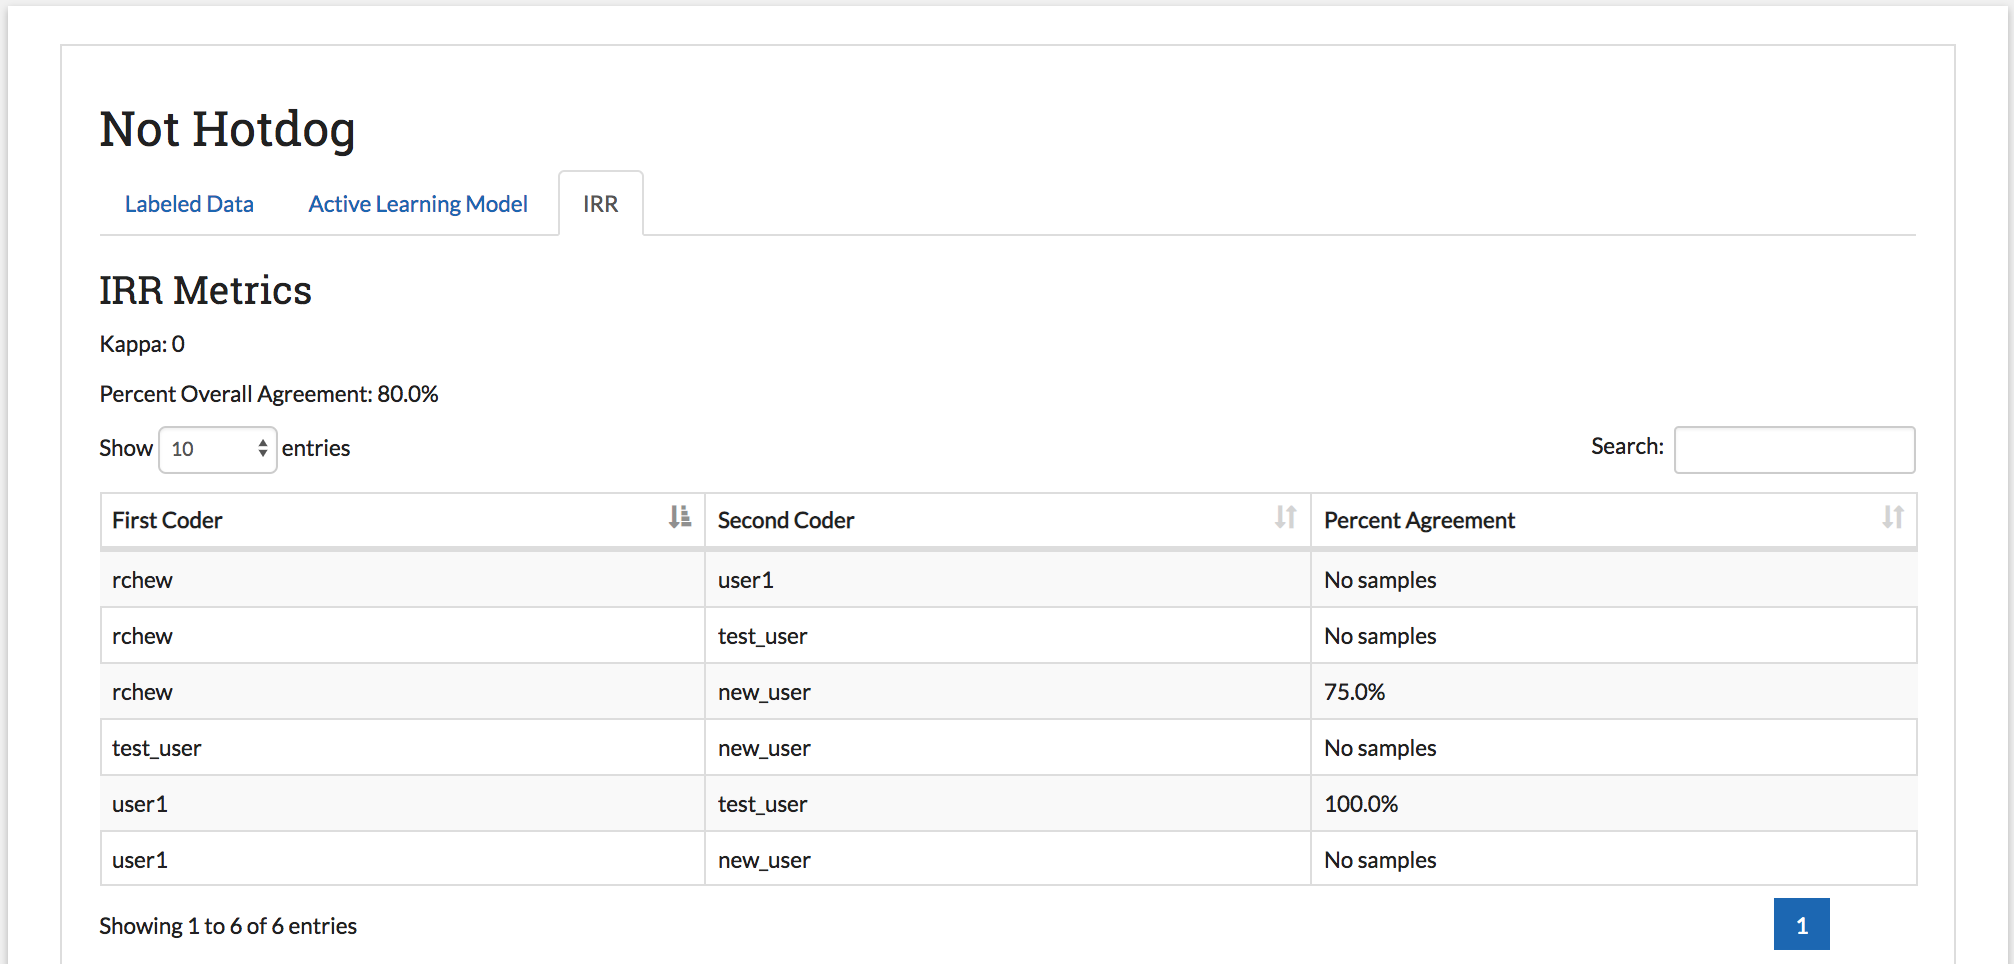 Not Hotdog
Labeled Data Active Learning Model IRR
IRR Metrics
Kappa: 0
Percent Overall Agreement: 80.0%
Show 10 entries Search:
First Coder Second Coder Percent Agreement
rchew user1 No samples
rchew test_user No samples
rchew new_user 75.0%
test_user new_user No samples
user1 test_user 100.0%
user1 new_user No samples
Showing 1 to 6 of 6 entries 1